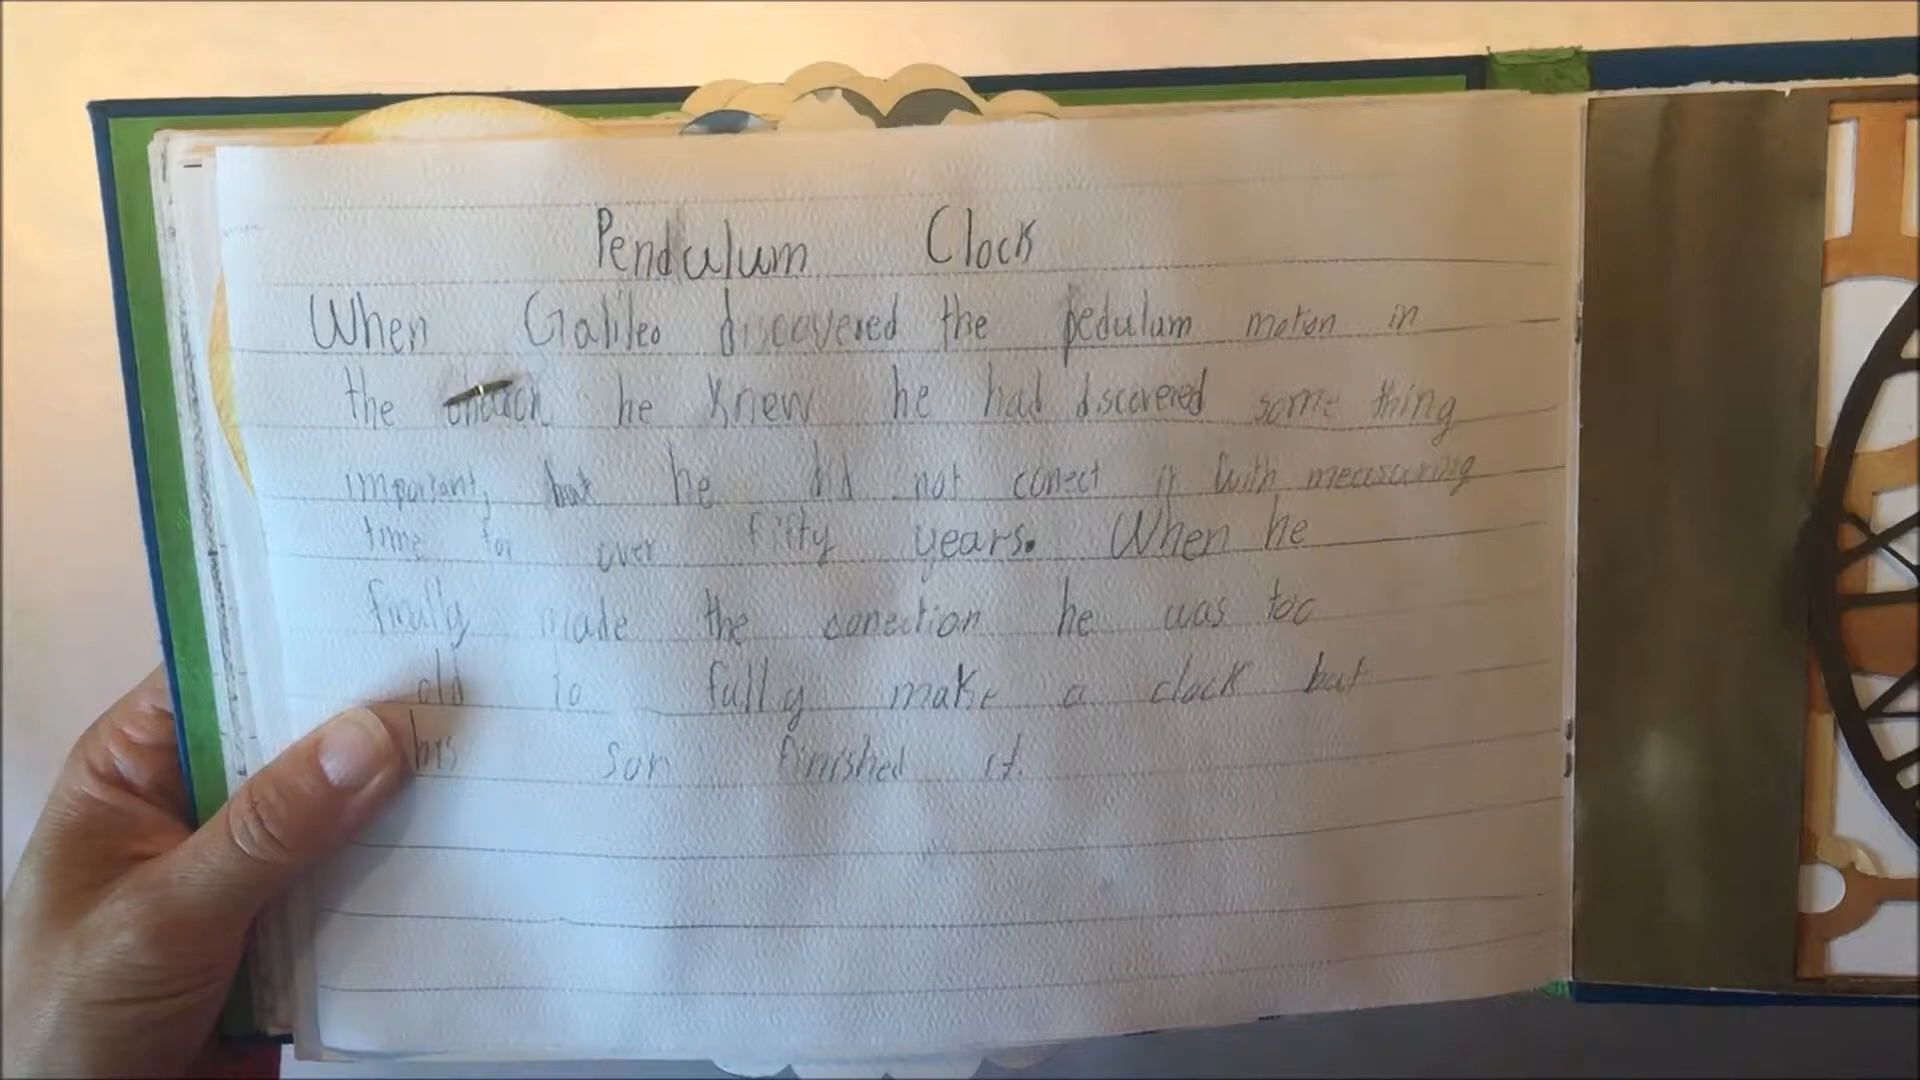 Pendulum Clock
When Galileo discovered the pedulum motion in
the church he knew he had discovered some thing
important, but he did not conect it with measuring
time for over fifty years. When he
finally made the conection he was too
old to fully make a clock but
his son finished it.